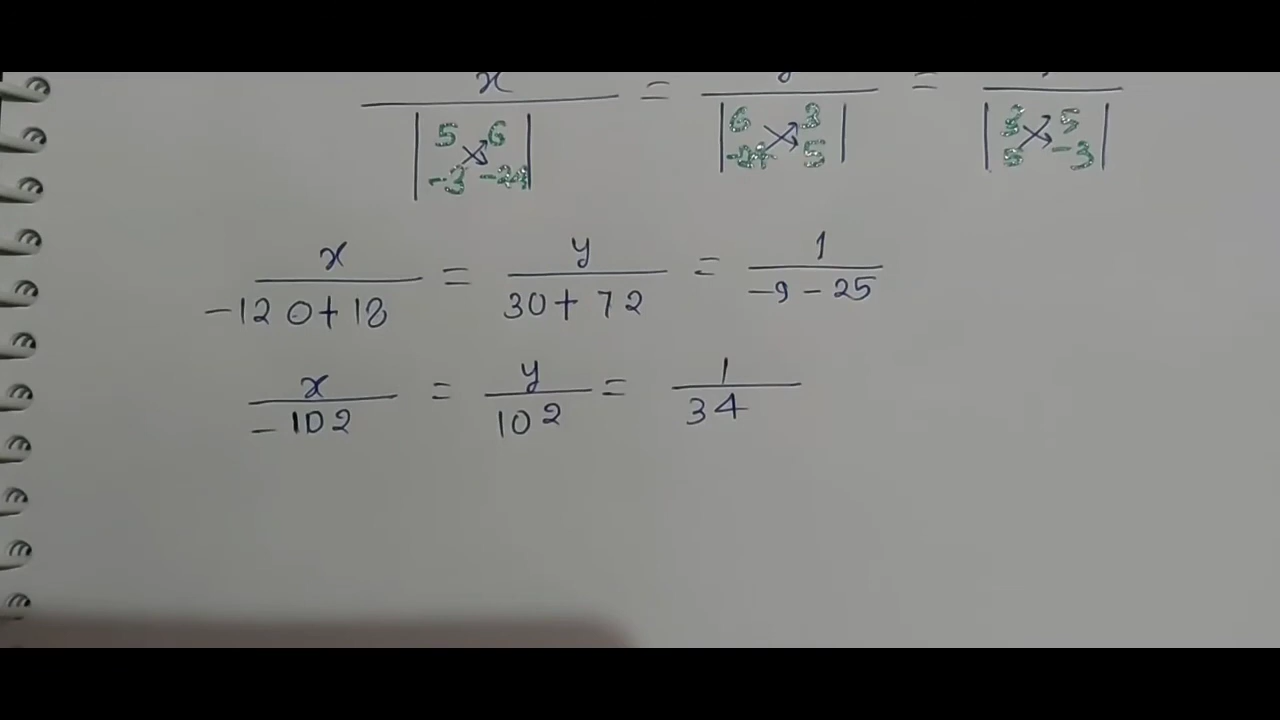 x = y = 1
|5 6| |6 3| |3 5|
|-3 -24| |-24 5| |5 -3|
x/(-120+18) = y/(30+72) = 1/(-9-25)
x/(-102) = y/102 = 1/34